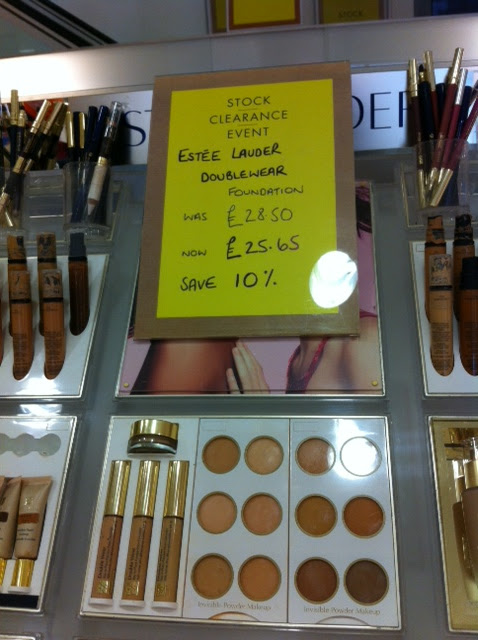 STOCK
STOCK
CLEARANCE
EVENT
ESTÉE LAUDER
DOUBLEWEAR
FOUNDATION
WAS £28.50
NOW £25.65
SAVE 10%
Invisible Powder Makeup
Invisible Powder Makeup